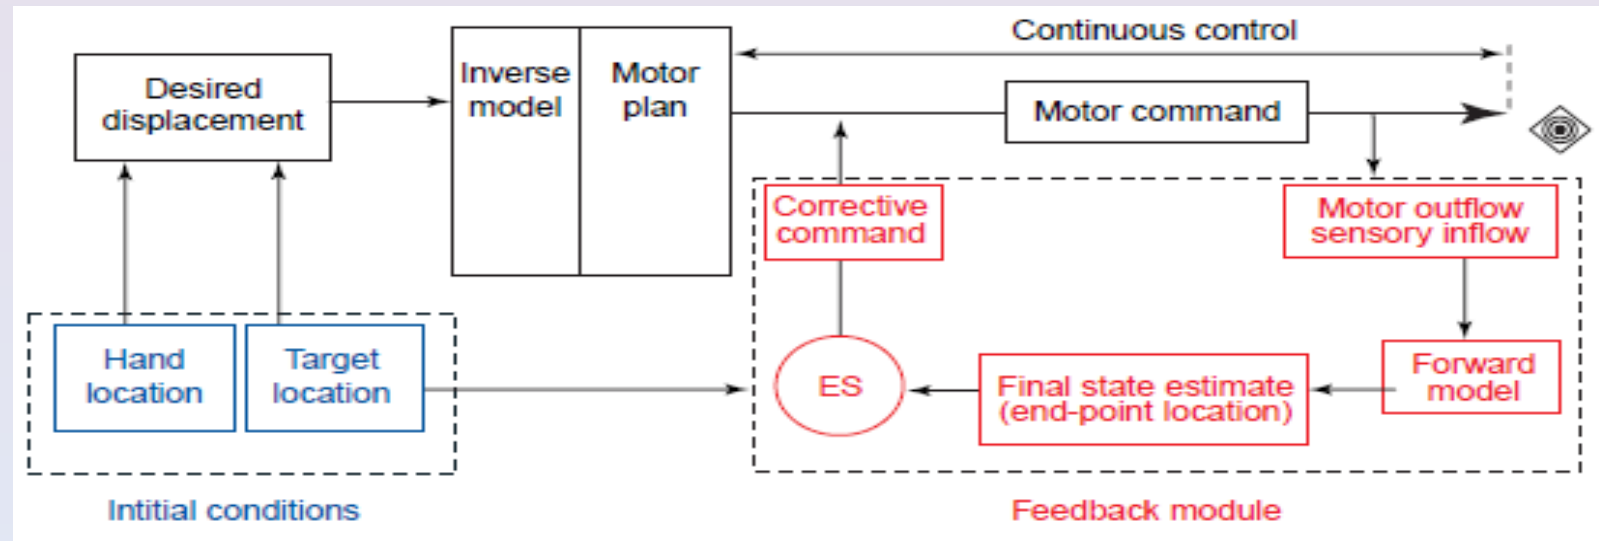 Continuous control
Desired
displacement
Inverse
model
Motor
plan
Motor command
Corrective
command
Motor outflow
sensory inflow
Hand
location
Target
location
ES
Final state estimate
(end-point location)
Forward
model
Intitial conditions
Feedback module